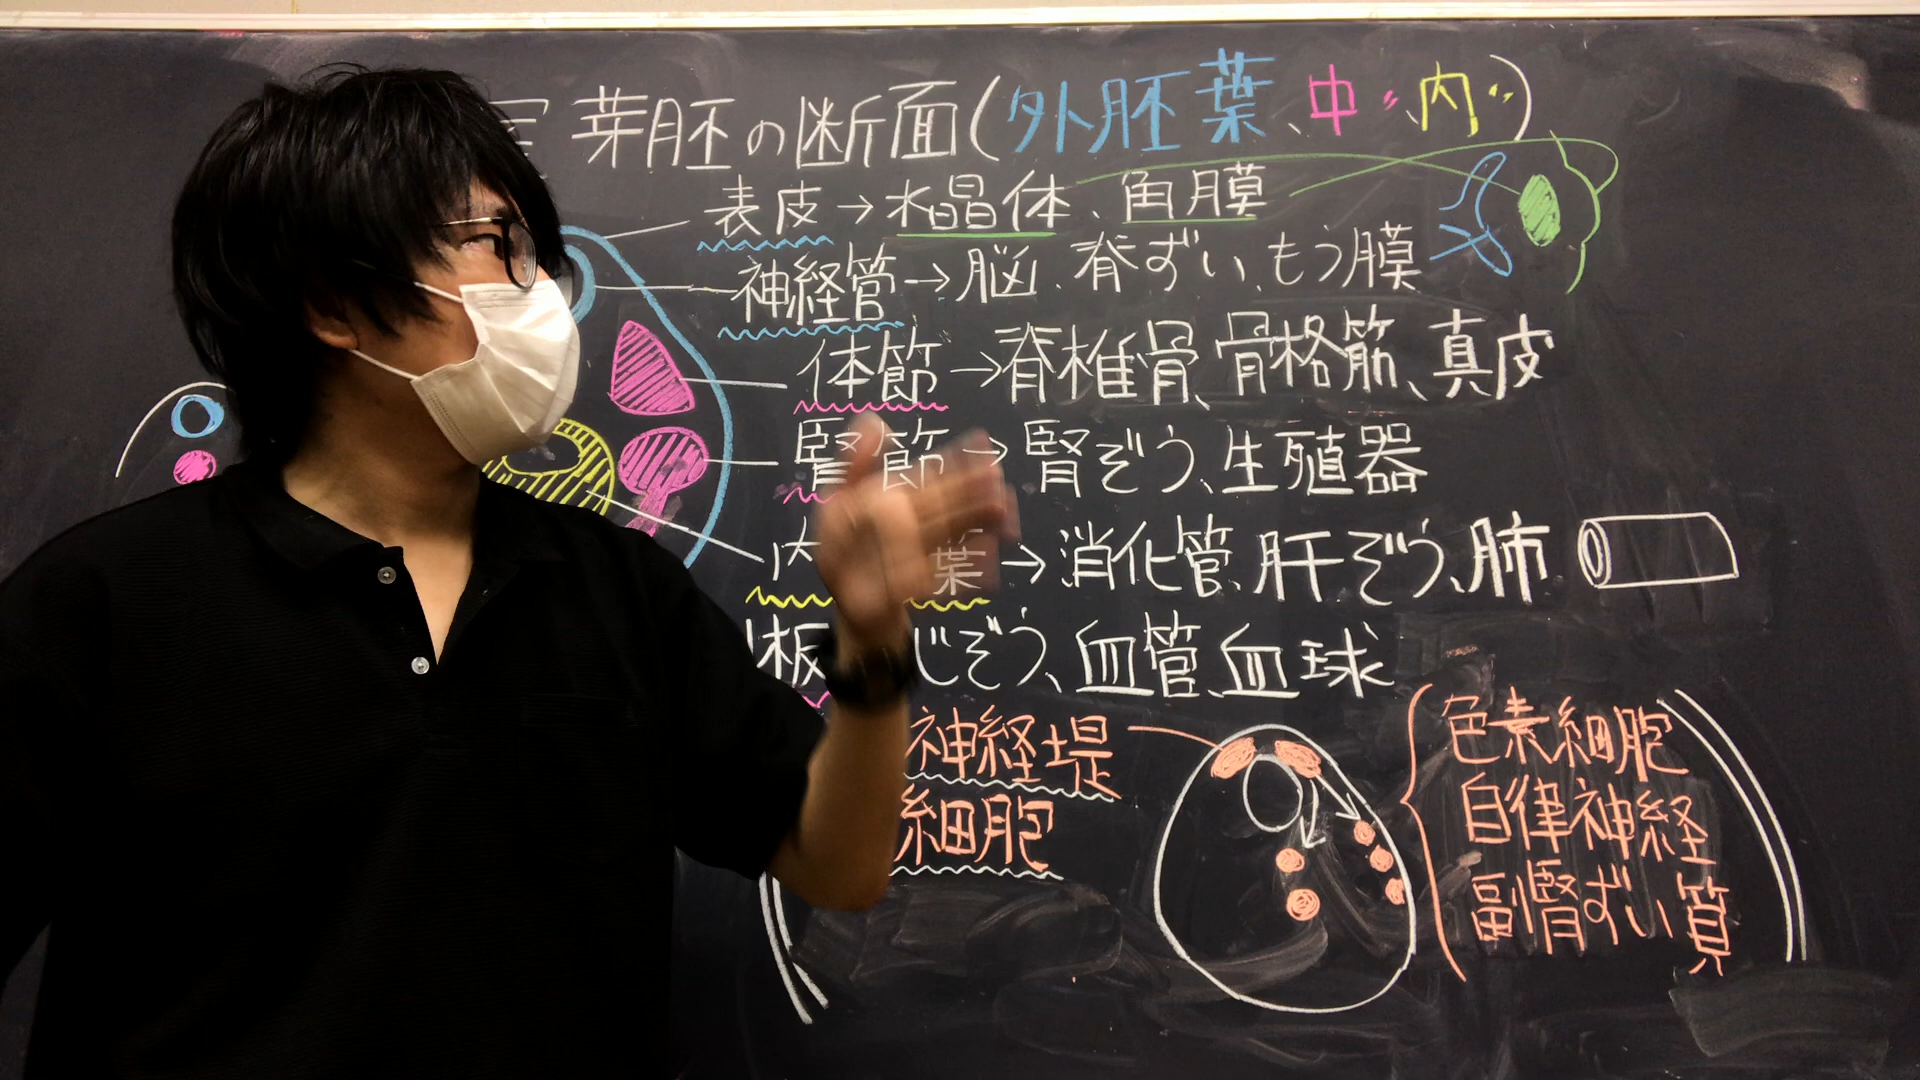 芽胚の断面(外胚葉、中〃、内〃)
表皮→水晶体、角膜
神経管→脳、脊ずい、もう膜
体節→脊椎骨、骨格筋、真皮
腎節→腎ぞう、生殖器
内 葉→消化管、肝ぞう、肺
板 じぞう、血管、血球
神経堤
細胞
色素細胞
自律神経
副腎ずい質